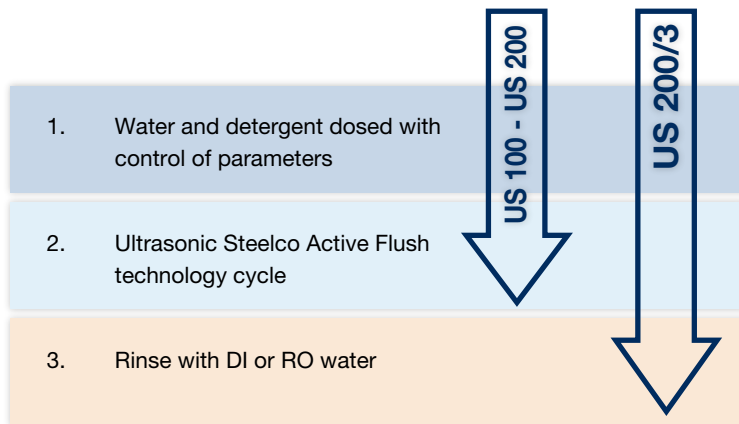 1. Water and detergent dosed with
control of parameters
2. Ultrasonic Steelco Active Flush
technology cycle
3. Rinse with DI or RO water
US 100 - US 200
US 200/3